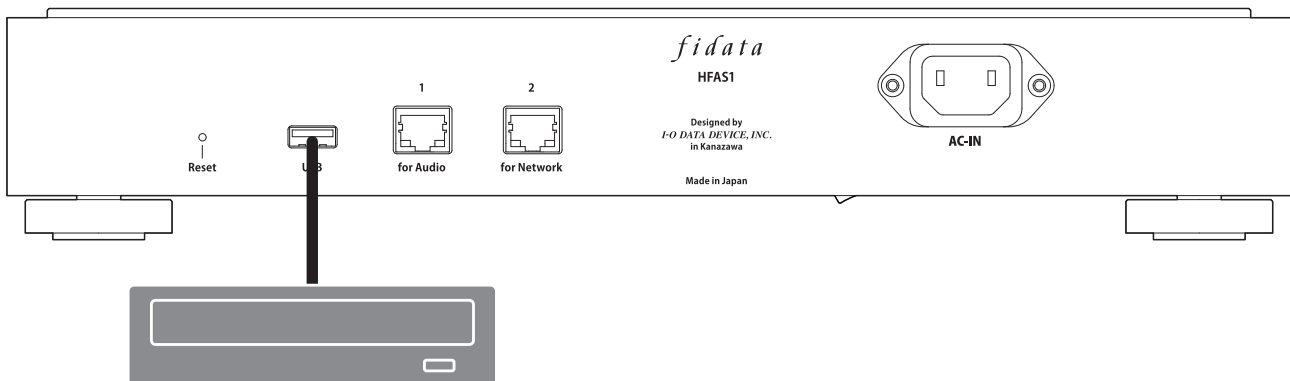 fidata
HFAS1
1
2
Designed by
I-O DATA DEVICE, INC.
in Kanazawa
AC-IN
Reset
for Audio
for Network
Made in Japan